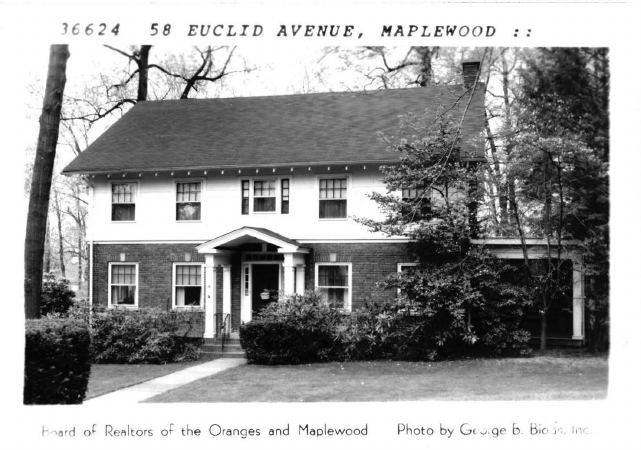 36624 58 EUCLID AVENUE, MAPLEWOOD ::
Board of Realtors of the Oranges and Maplewood Photo by George B. Inc.